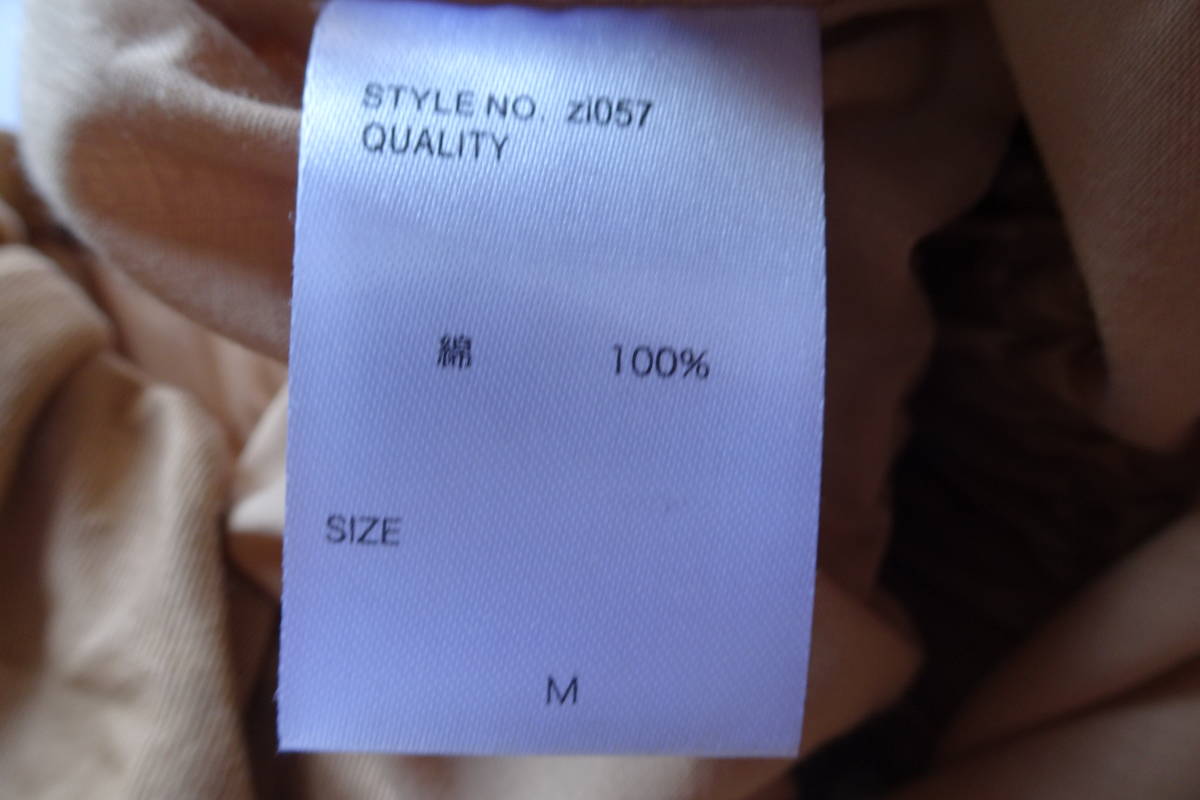 STYLE NO. zl057
QUALITY
綿 100%
SIZE
M